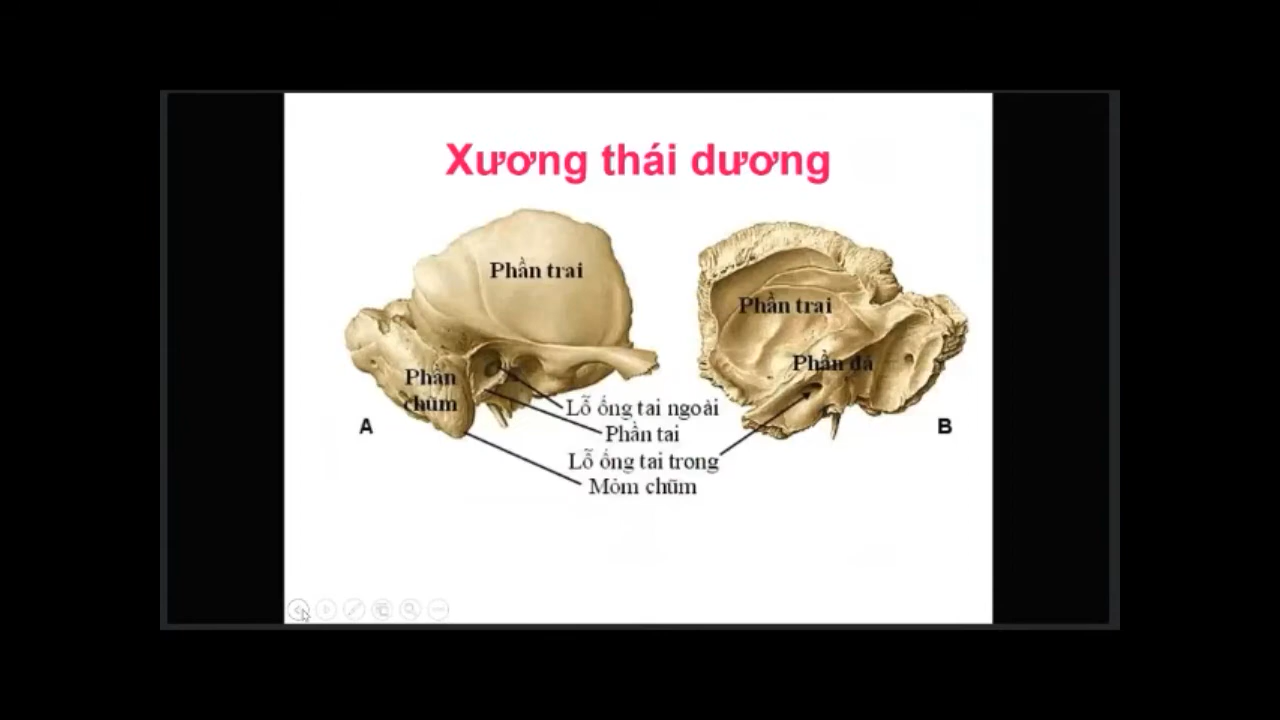 Xương thái dương
Phần trai
Phần trai
Phần đá
Phần
chũm
Lỗ ống tai ngoài
A
B
Phần tai
Lỗ ống tai trong
Mỏm chũm